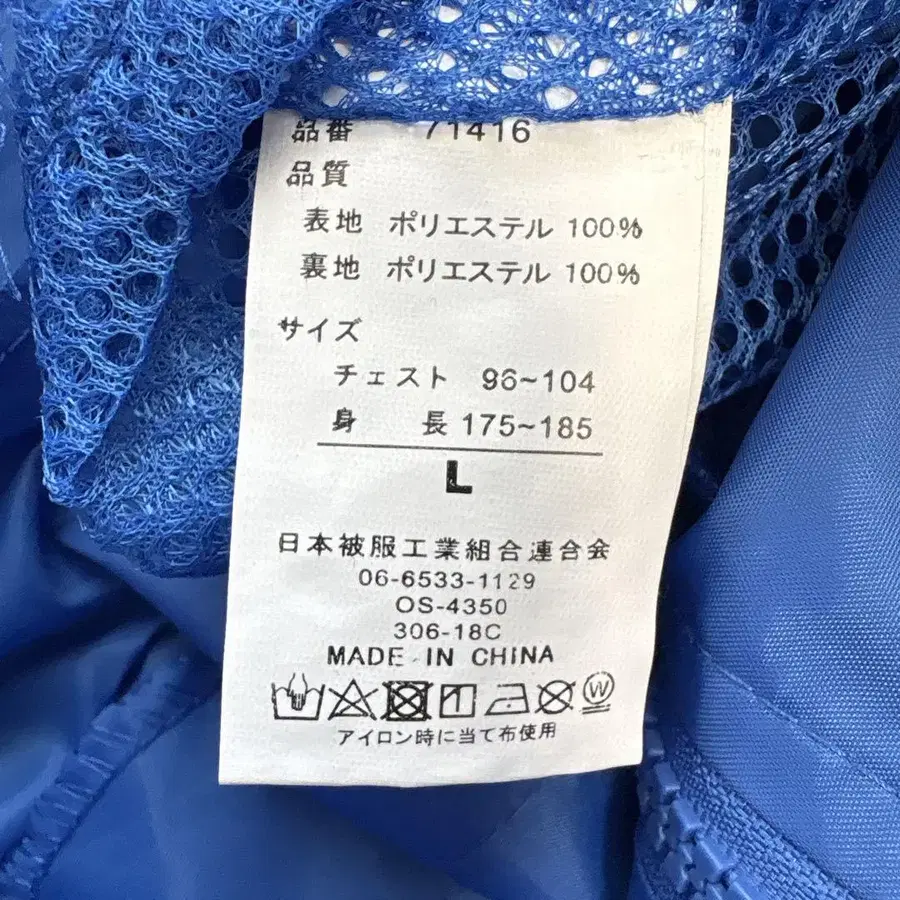 品番 71416
品質
表地 ポリエステル 100%
裏地 ポリエステル 100%
サイズ
チェスト 96~104
身 長 175~185
L
日本被服工業組合連合会
06-6533-1129
OS-4350
306-18C
MADE IN CHINA
W
アイロン時に当て布使用